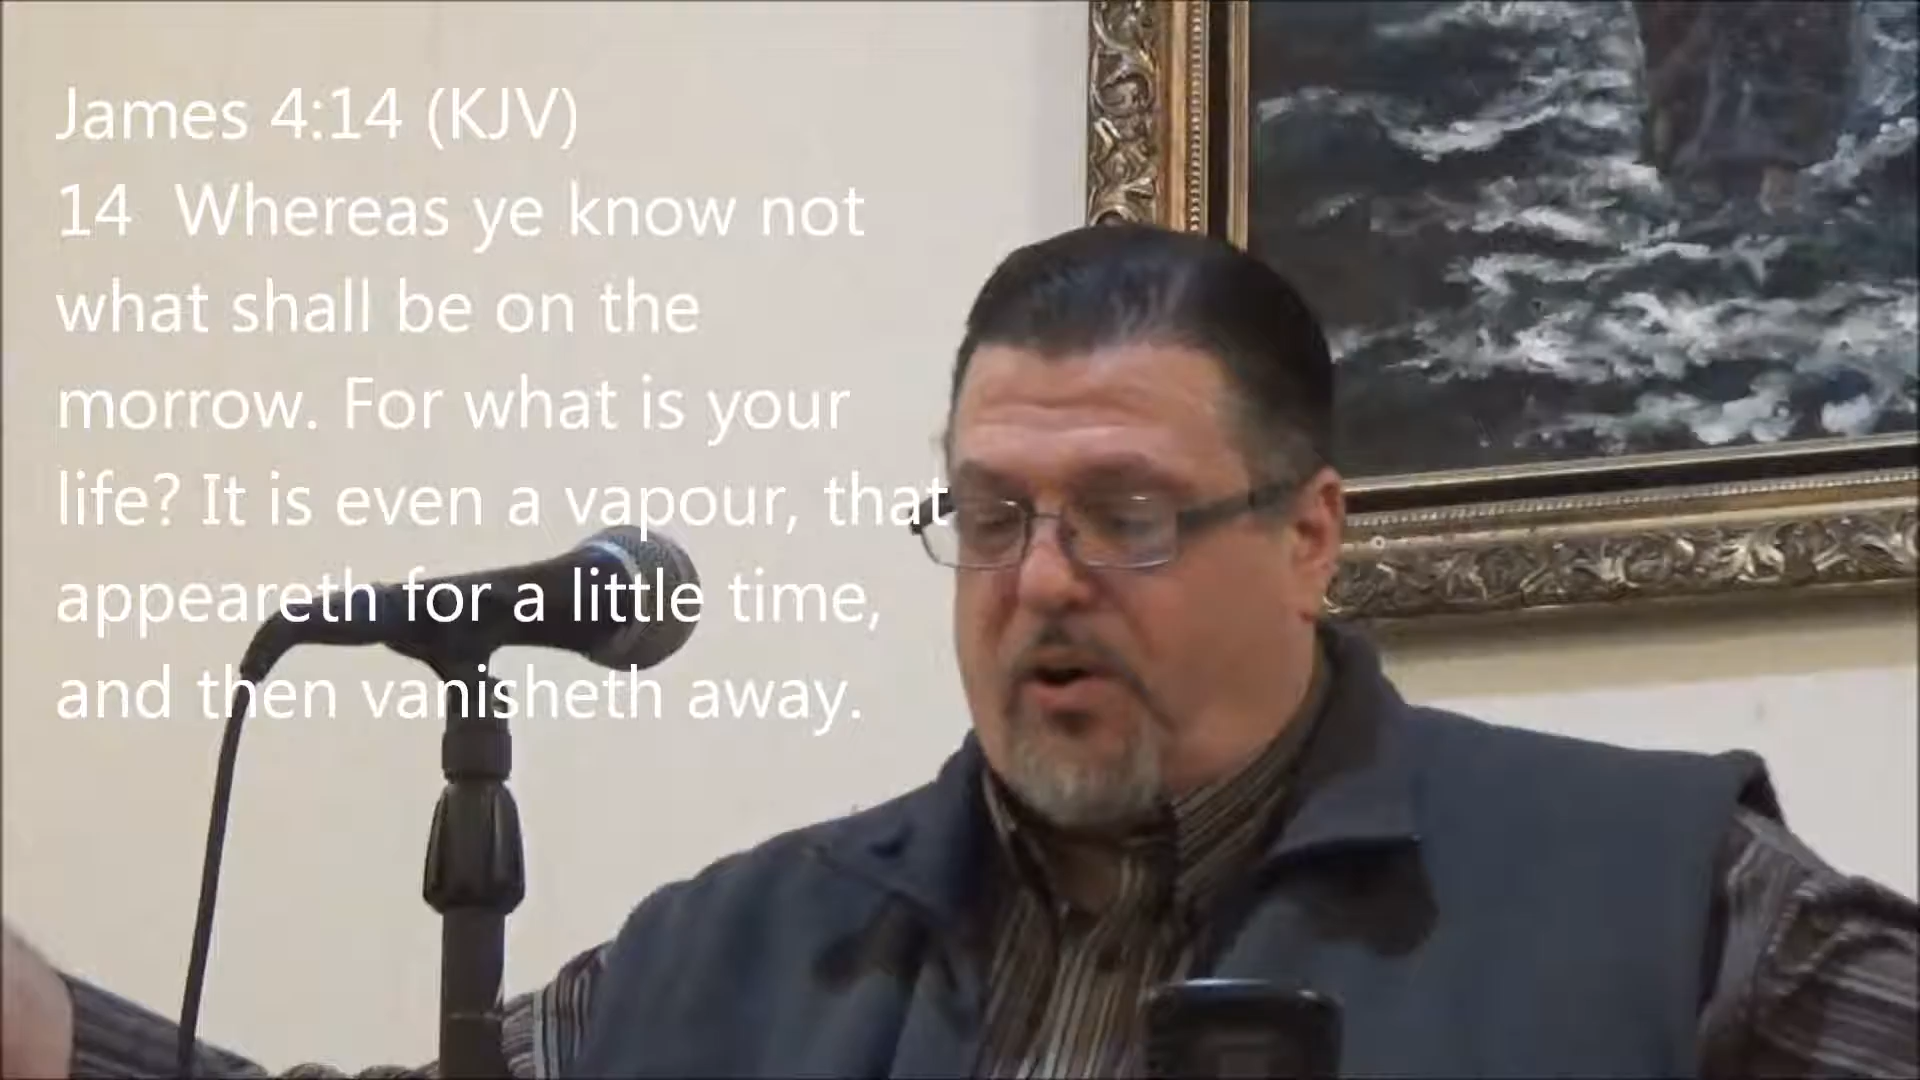 James 4:14 (KJV)
14 Whereas ye know not
what shall be on the
morrow. For what is your
life? It is even a vapour, that
appeareth for a little time,
and then vanisheth away.